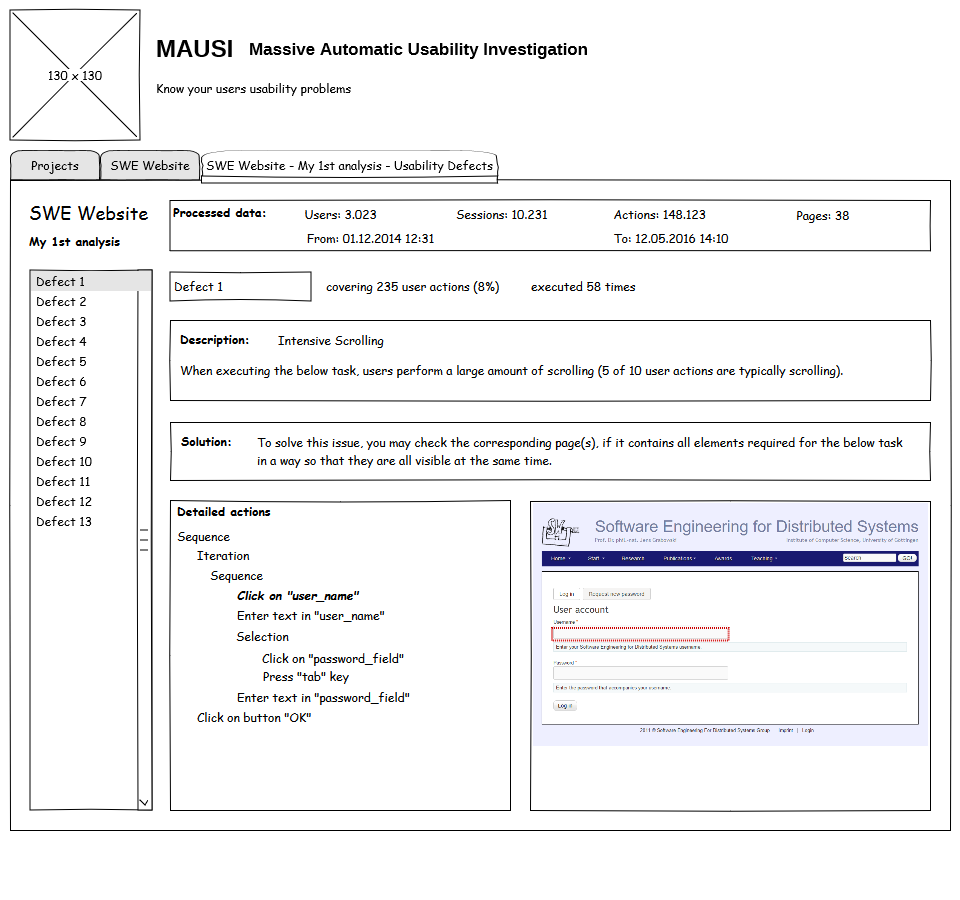 130 x 130
MAUSI Massive Automatic Usability Investigation
Know your users usability problems
Projects
SWE Website
SWE Website - My 1st analysis - Usability Defects
SWE Website
My 1st analysis
Processed data: Users: 3.023 Sessions: 10.231 Actions: 148.123 Pages: 38
From: 01.12.2014 12:31 To: 12.05.2016 14:10
Defect 1
Defect 2
Defect 3
Defect 4
Defect 5
Defect 6
Defect 7
Defect 8
Defect 9
Defect 10
Defect 11
Defect 12
Defect 13
Defect 1 covering 235 user actions (8%) executed 58 times
Description: Intensive Scrolling
When executing the below task, users perform a large amount of scrolling (5 of 10 user actions are typically scrolling).
Solution: To solve this issue, you may check the corresponding page(s), if it contains all elements required for the below task
in a way so that they are all visible at the same time.
Detailed actions
Sequence
Iteration
Sequence
Click on "user_name"
Enter text in "user_name"
Selection
Click on "password_field"
Press "tab" key
Enter text in "password_field"
Click on button "OK"
Software Engineering for Distributed Systems
Prof. Dr. phil.-nat. Jens Grabowski Institute of Computer Science, University of Göttingen
Home Staff Research Publications Awards Teaching Search GO!
Log in Request new password
User account
Username *
Enter your Software Engineering for Distributed Systems username.
Password *
Enter the password that accompanies your username.
Log in
2011 © Software Engineering For Distributed Systems Group Imprint | Login